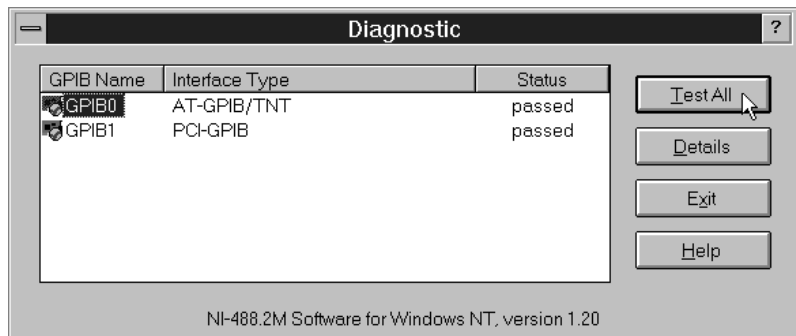 Diagnostic ?
GPIB Name Interface Type Status
GPIB0 AT-GPIB/TNT passed
GPIB1 PCI-GPIB passed
Test All
Details
Exit
Help
NI-488.2M Software for Windows NT, version 1.20